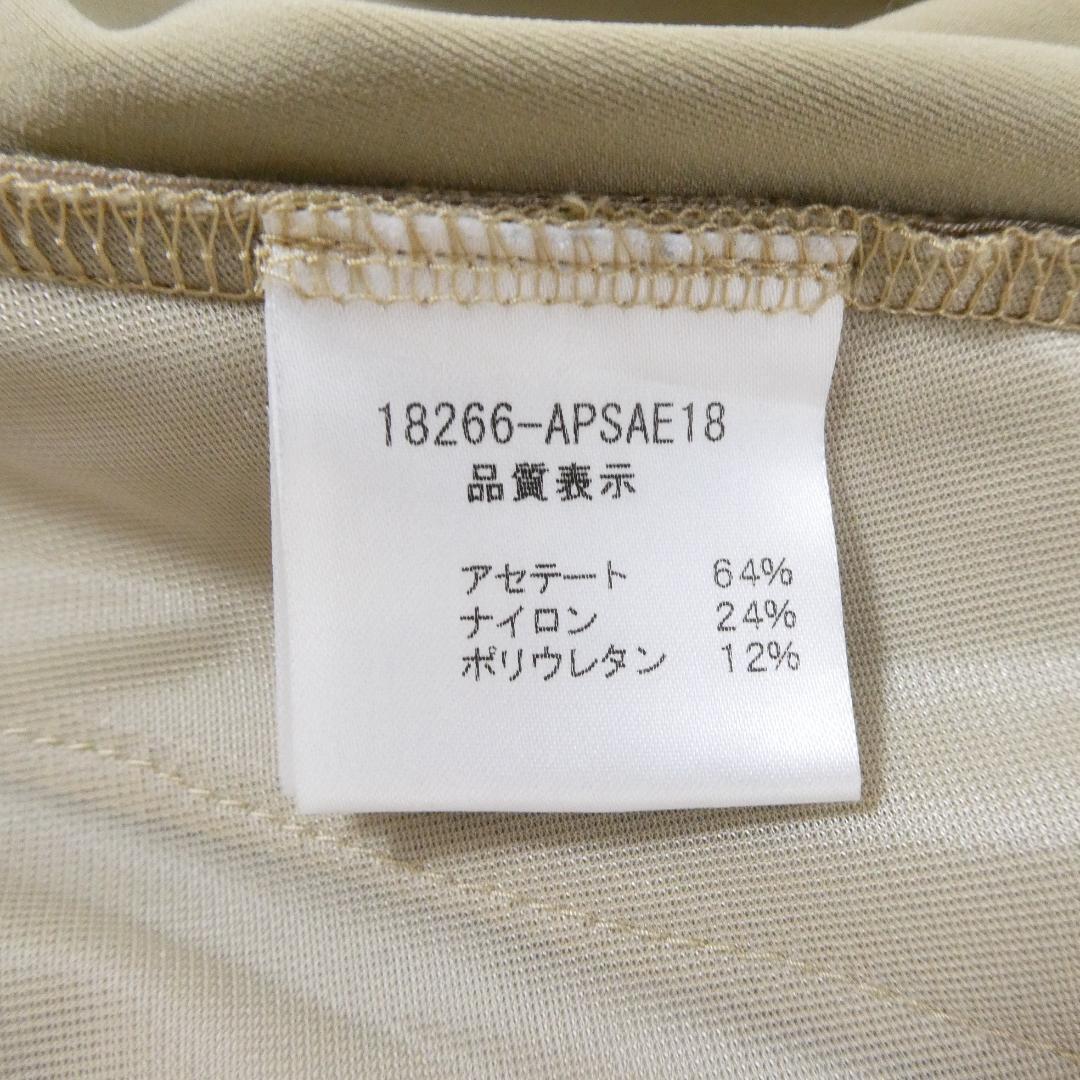 18266-APSAE18
品質表示
アセテート 64%
ナイロン 24%
ポリウレタン 12%